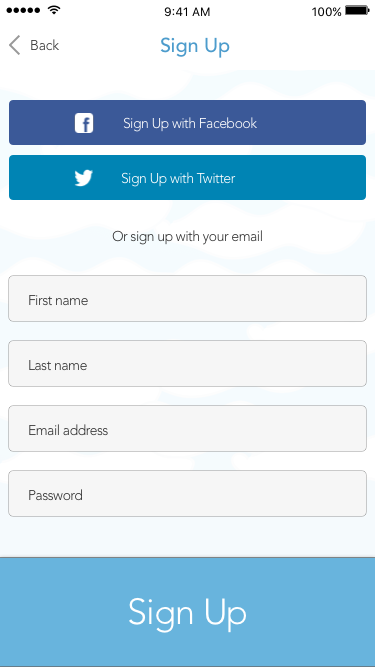 9:41 AM
100%
Back
Sign Up
Sign Up with Facebook
Sign Up with Twitter
Or sign up with your email
First name
Last name
Email address
Password
Sign Up